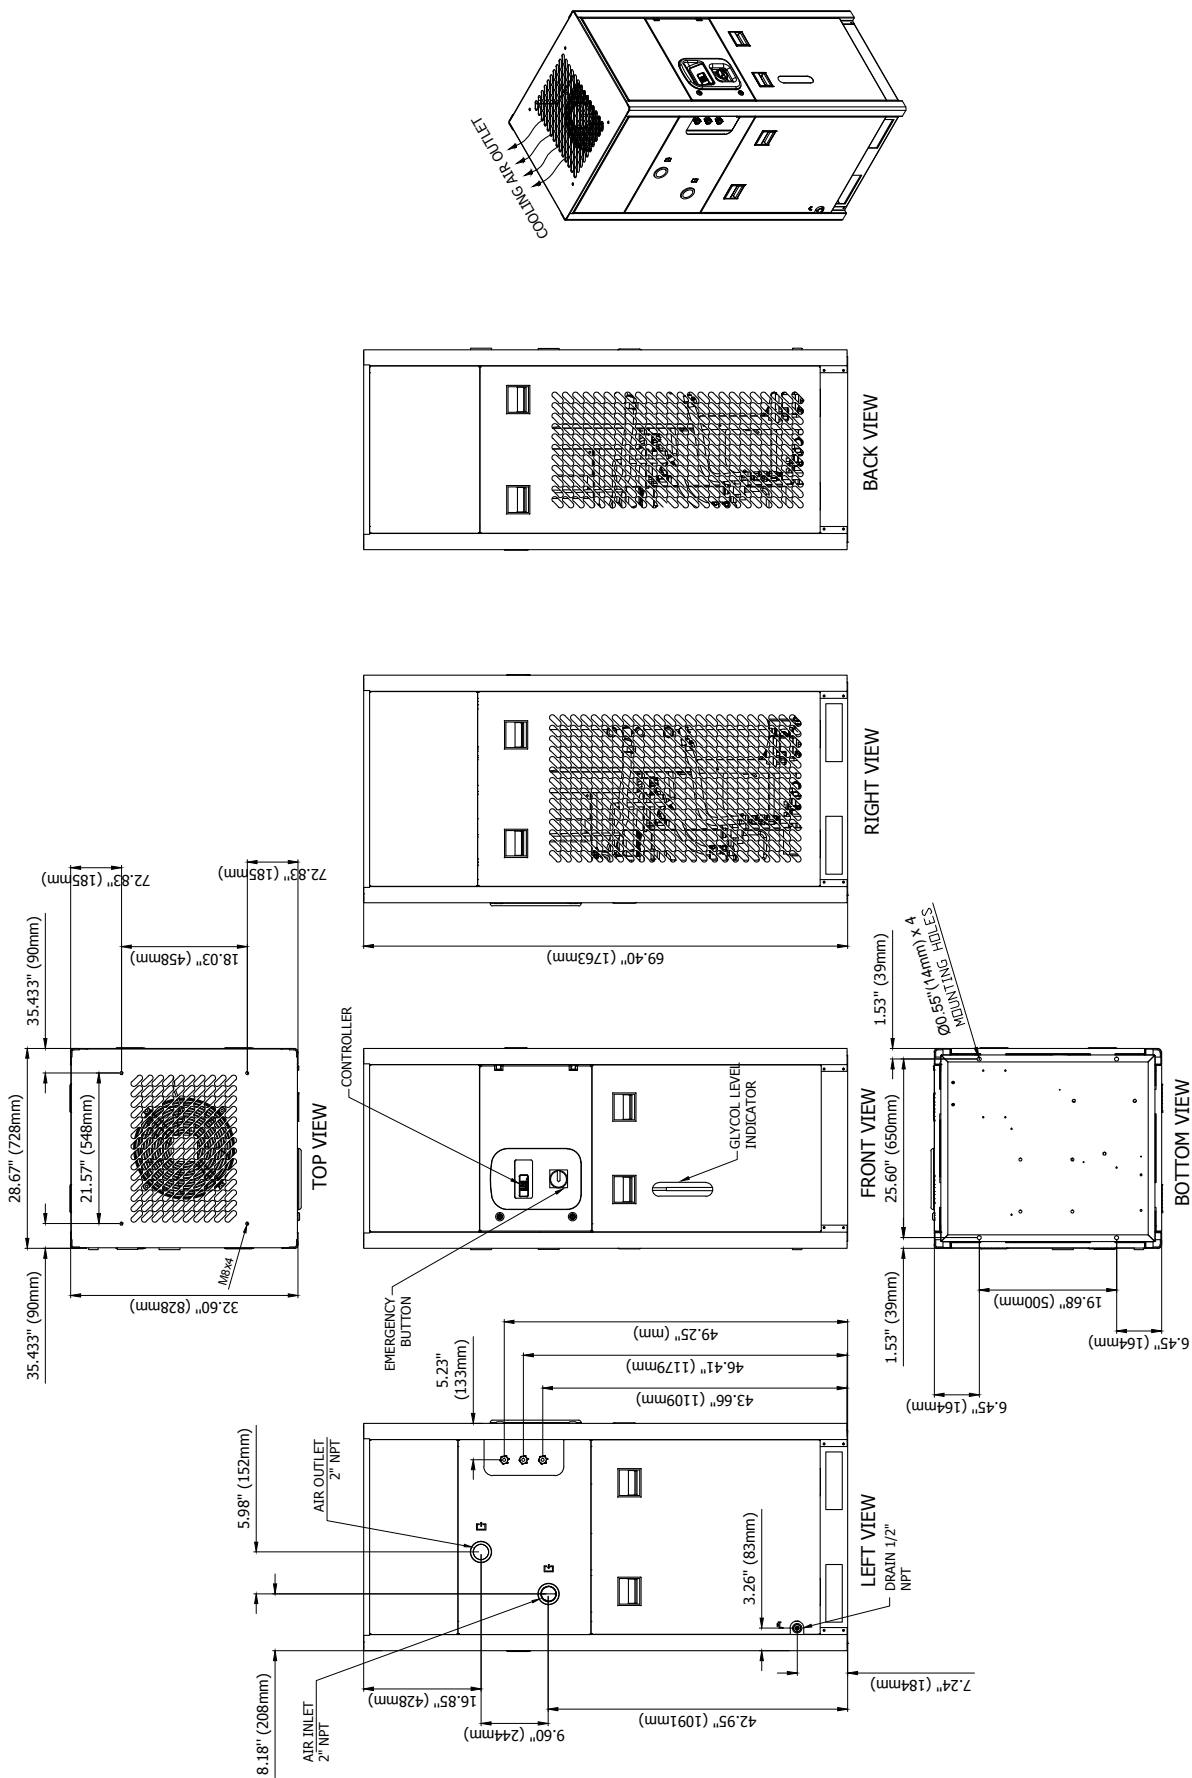 COOLING AIR OUTLET
BACK VIEW
RIGHT VIEW
69.40" (1763mm)
35.433" (90mm)
28.67" (728mm)
21.57" (548mm)
35.433" (90mm)
72.83" (185mm)
18.03" (458mm)
72.83" (185mm)
32.60" (828mm)
M8x4
TOP VIEW
CONTROLLER
EMERGENCY
BUTTON
GLYCOL LEVEL
INDICATOR
FRONT VIEW
1.53" (39mm)
25.60" (650mm)
1.53" (39mm)
Ø0.55"(14mm) x 4
MOUNTING HOLES
19.68" (500mm)
6.45" (164mm)
6.45" (164mm)
BOTTOM VIEW
5.23"
(133mm)
49.25" (mm)
46.41" (1179mm)
43.66" (1109mm)
5.98" (152mm)
AIR OUTLET
2" NPT
8.18" (208mm)
AIR INLET
2" NPT
16.85" (428mm)
9.60" (244mm)
42.95" (1091mm)
3.26" (83mm)
7.24" (184mm)
LEFT VIEW
DRAIN 1/2"
NPT